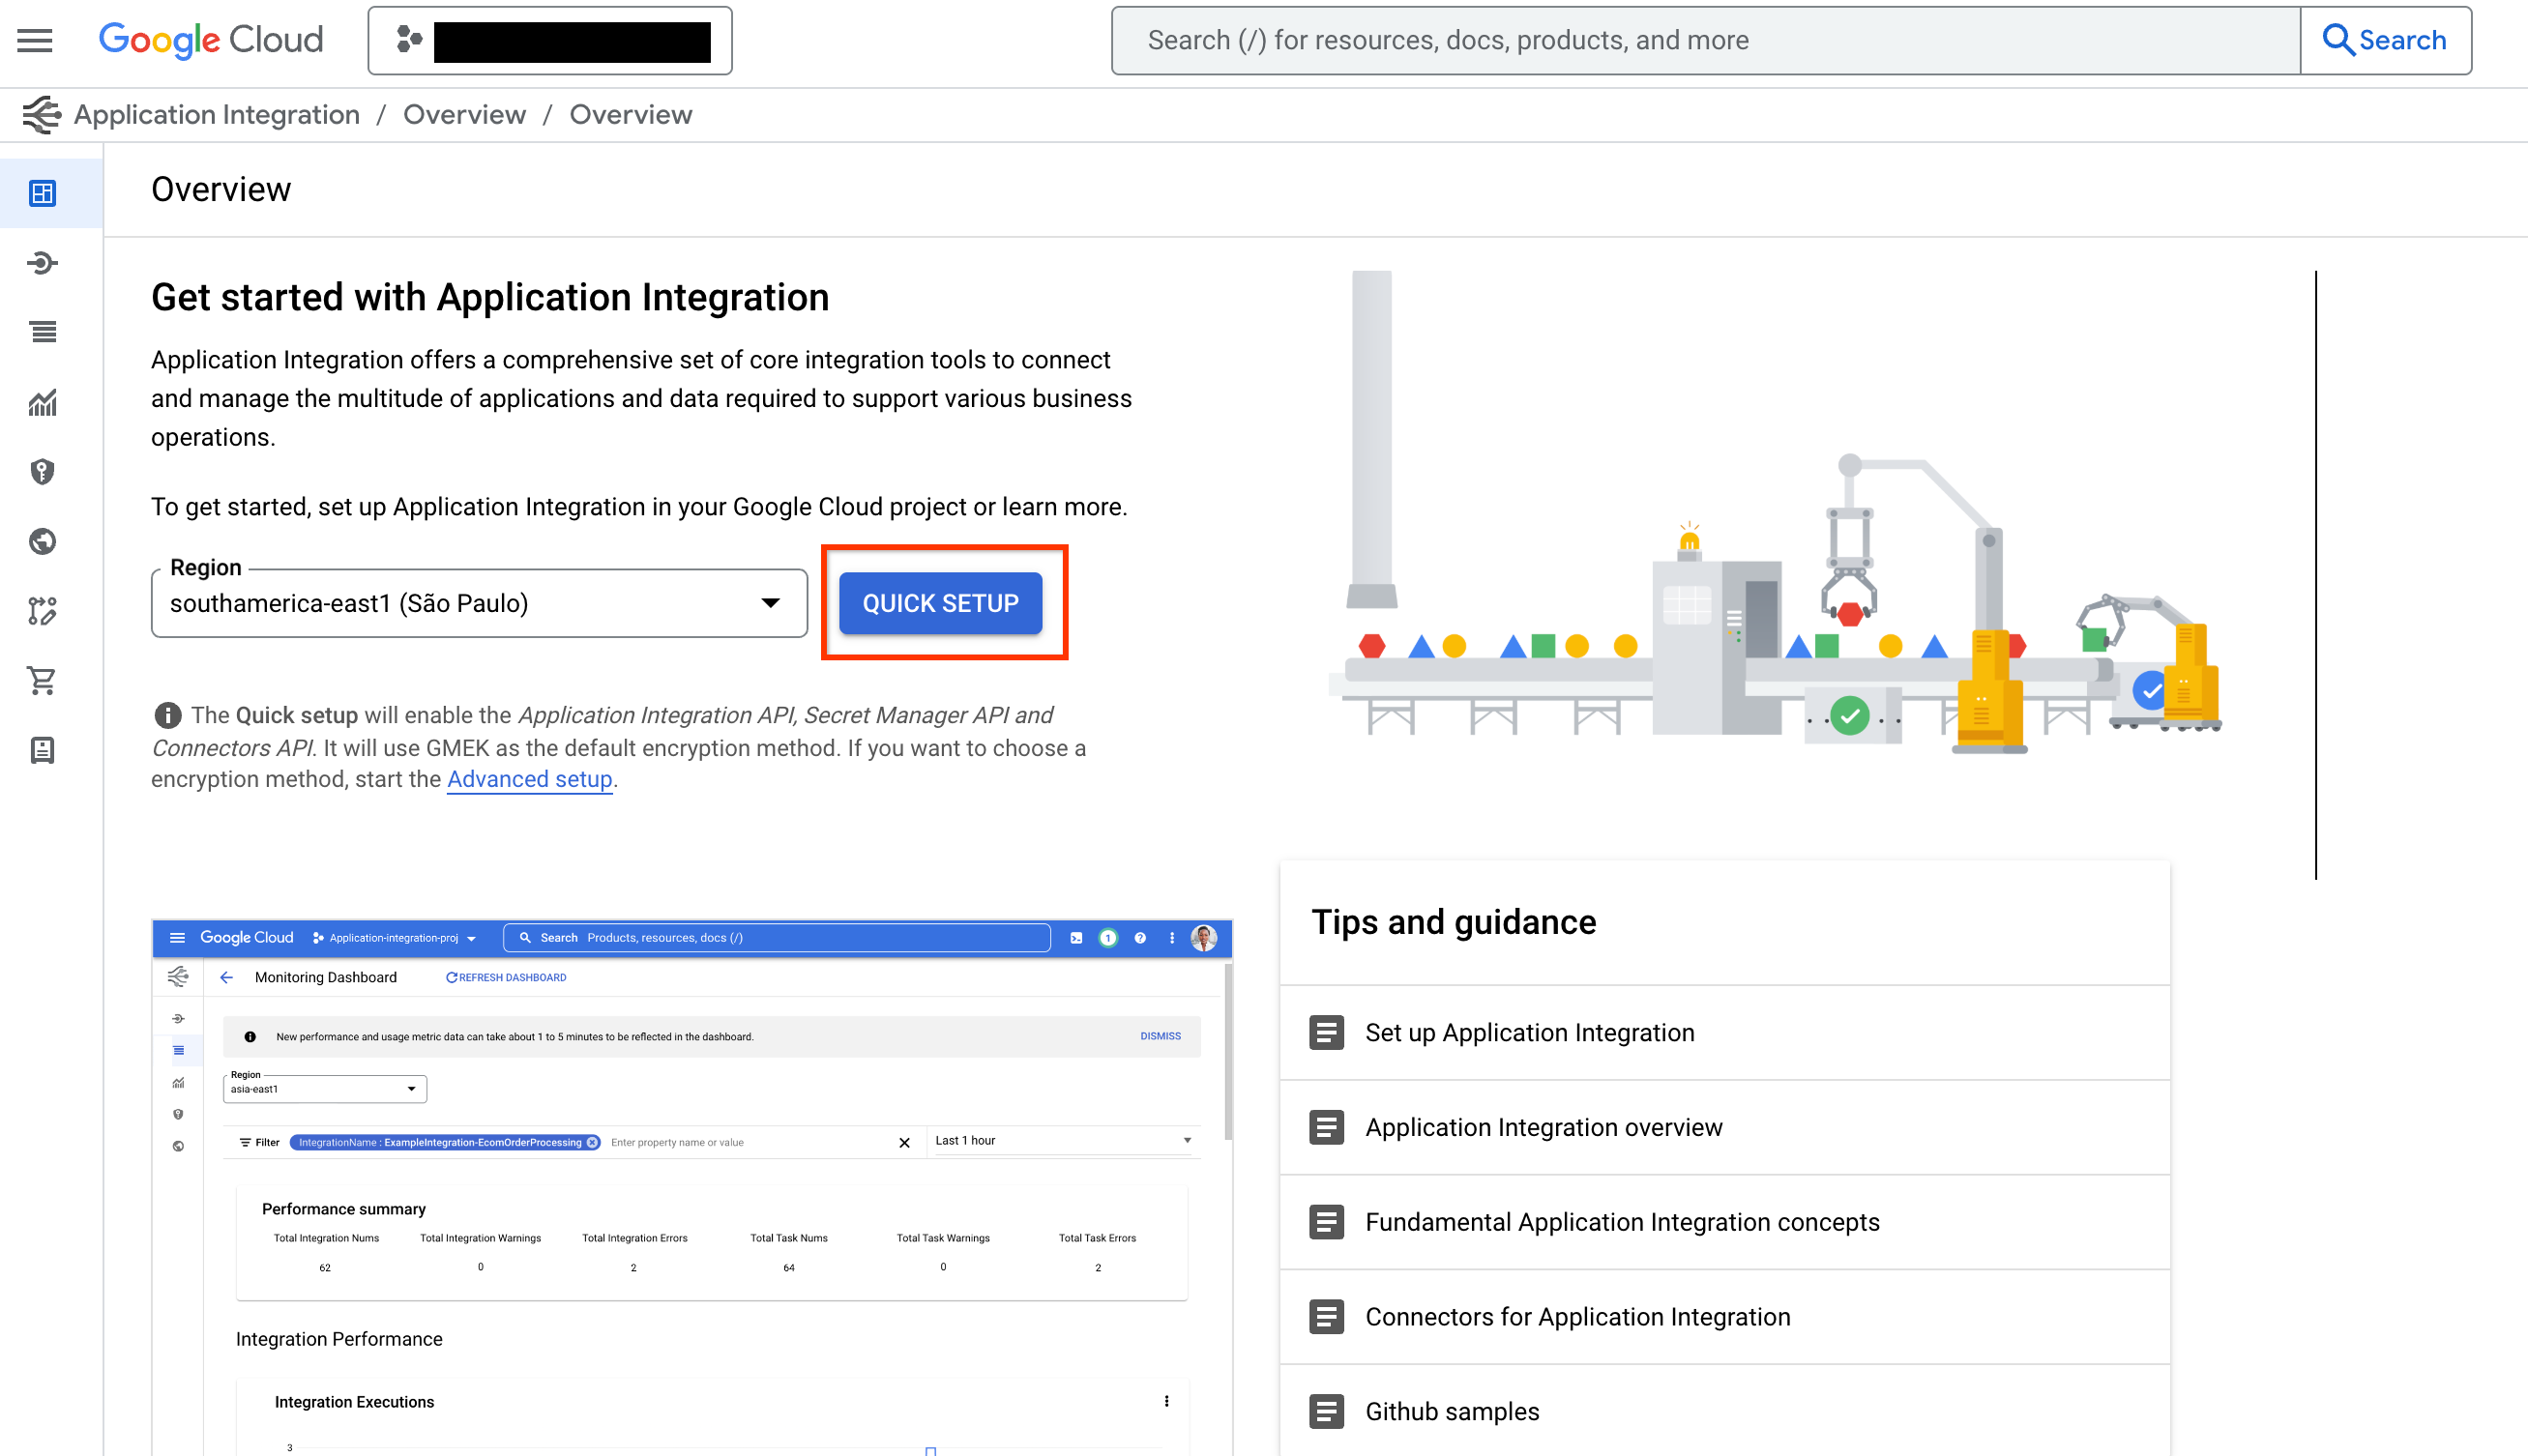 Google Cloud
Search (/) for resources, docs, products, and more
Search
Application Integration / Overview / Overview
Overview
Get started with Application Integration
Application Integration offers a comprehensive set of core integration tools to connect
and manage the multitude of applications and data required to support various business
operations.
To get started, set up Application Integration in your Google Cloud project or learn more.
Region
southamerica-east1 (São Paulo)
QUICK SETUP
The Quick setup will enable the Application Integration API, Secret Manager API and
Connectors API. It will use GMEK as the default encryption method. If you want to choose a
encryption method, start the Advanced setup.
Google Cloud
Application-integration-proj
Search Products, resources, docs (/)
1
Monitoring Dashboard
REFRESH DASHBOARD
New performance and usage metric data can take about 1 to 5 minutes to be reflected in the dashboard.
DISMISS
Region
asia-east1
Filter
IntegrationName : ExampleIntegration-EcomOrderProcessing
Enter property name or value
Last 1 hour
Performance summary
Total Integration Nums Total Integration Warnings Total Integration Errors Total Task Nums Total Task Warnings Total Task Errors
62 0 2 64 0 2
Integration Performance
Integration Executions
3
Tips and guidance
Set up Application Integration
Application Integration overview
Fundamental Application Integration concepts
Connectors for Application Integration
Github samples